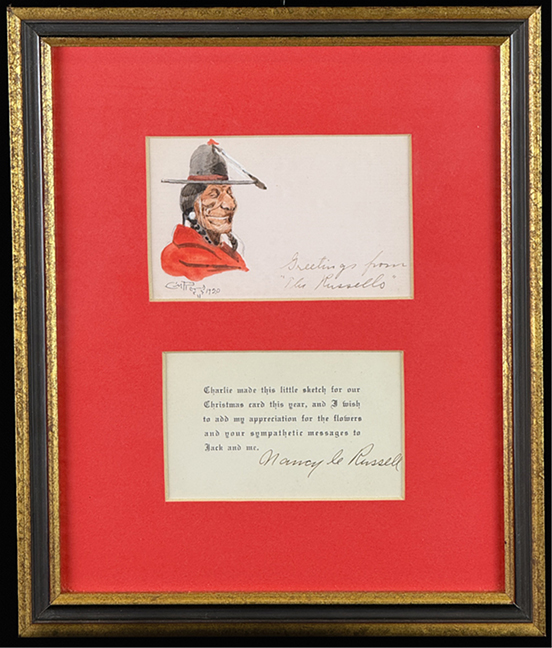 Greetings from
"The Russells"
1920
Charlie made this little sketch for our
Christmas card this year, and I wish
to add my appreciation for the flowers
and your sympathetic messages to
Jack and me.
Nancy C Russell